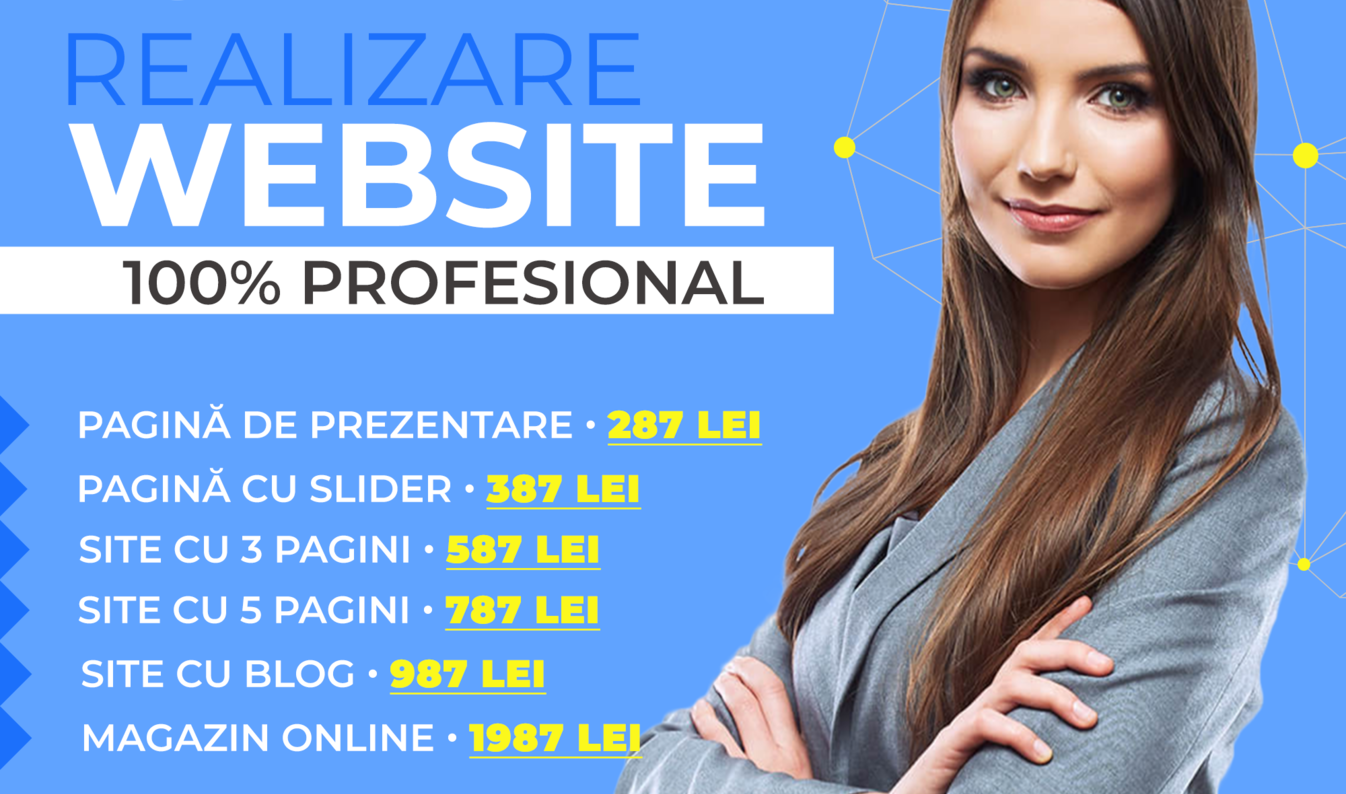 REALIZARE
WEBSITE
100% PROFESIONAL
PAGINĂ DE PREZENTARE • 287 LEI
PAGINĂ CU SLIDER • 387 LEI
SITE CU 3 PAGINI • 587 LEI
SITE CU 5 PAGINI • 787 LEI
SITE CU BLOG • 987 LEI
MAGAZIN ONLINE • 1987 LEI